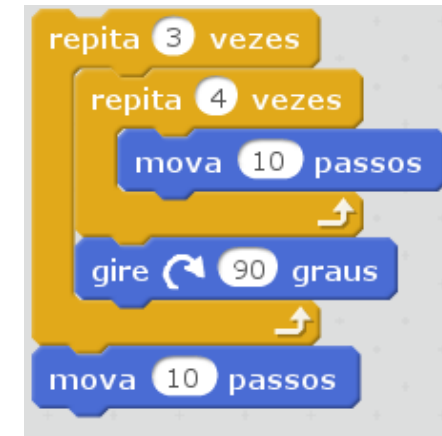 repita 3 vezes
repita 4 vezes
mova 10 passos
gire 90 graus
mova 10 passos